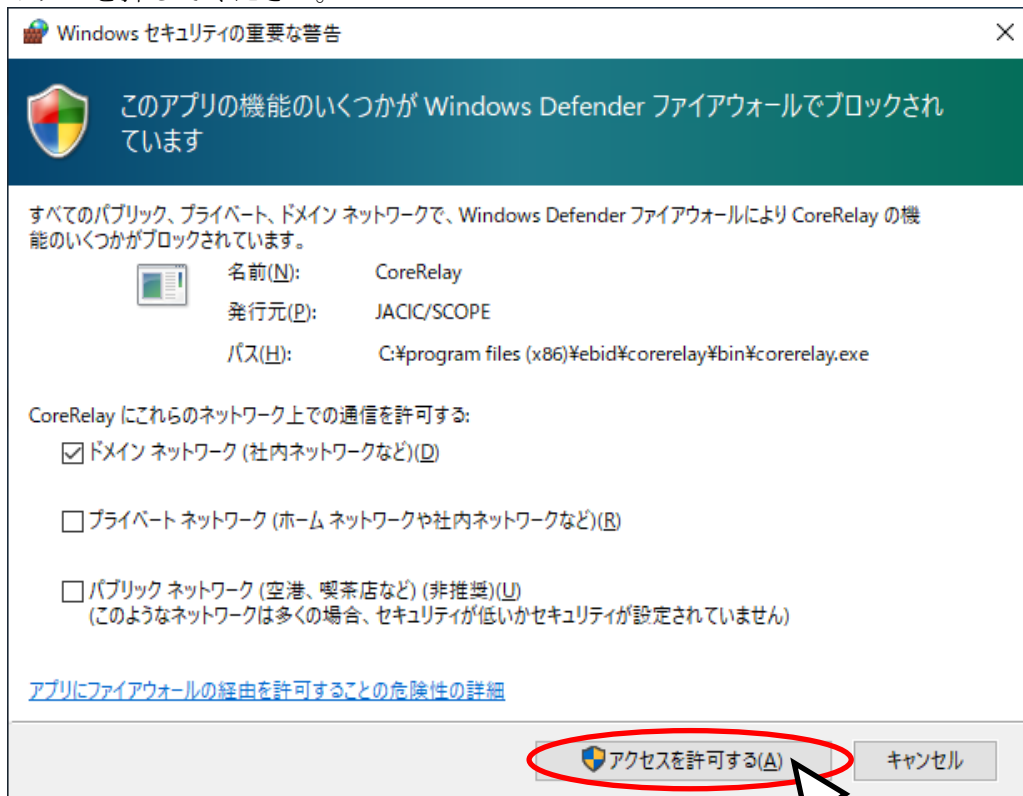 Windows セキュリティの重要な警告
このアプリの機能のいくつかが Windows Defender ファイアウォールでブロックされ
ています
すべてのパブリック、プライベート、ドメイン ネットワークで、Windows Defender ファイアウォールにより CoreRelay の機
能のいくつかがブロックされています。
名前(N): CoreRelay
発行元(P): JACIC/SCOPE
パス(H): C:¥program files (x86)¥ebid¥corerelay¥bin¥corerelay.exe
CoreRelay にこれらのネットワーク上での通信を許可する:
ドメイン ネットワーク (社内ネットワークなど)(D)
プライベート ネットワーク (ホーム ネットワークや社内ネットワークなど)(R)
パブリック ネットワーク (空港、喫茶店など) (非推奨)(U)
(このようなネットワークは多くの場合、セキュリティが低いかセキュリティが設定されていません)
アプリにファイアウォールの経由を許可することの危険性の詳細
アクセスを許可する(A) キャンセル